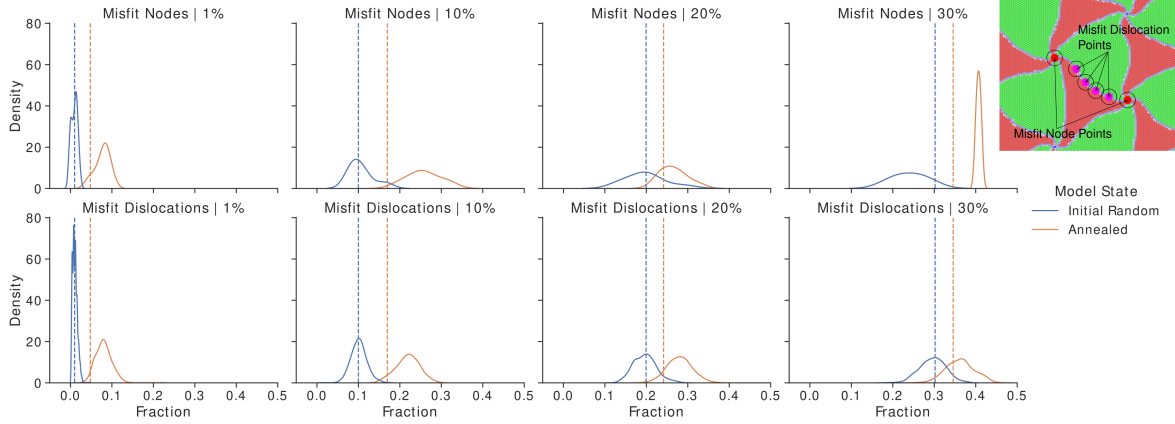 Misfit Nodes | 1%
Misfit Nodes | 10%
Misfit Nodes | 20%
Misfit Nodes | 30%
Misfit Dislocation
Points
Misfit Node Points
Density
80
60
40
20
0
Misfit Dislocations | 1%
Misfit Dislocations | 10%
Misfit Dislocations | 20%
Misfit Dislocations | 30%
Density
80
60
40
20
0
0.0 0.1 0.2 0.3 0.4 0.5
Fraction
0.0 0.1 0.2 0.3 0.4 0.5
Fraction
0.0 0.1 0.2 0.3 0.4 0.5
Fraction
0.0 0.1 0.2 0.3 0.4 0.5
Fraction
Model State
Initial Random
Annealed